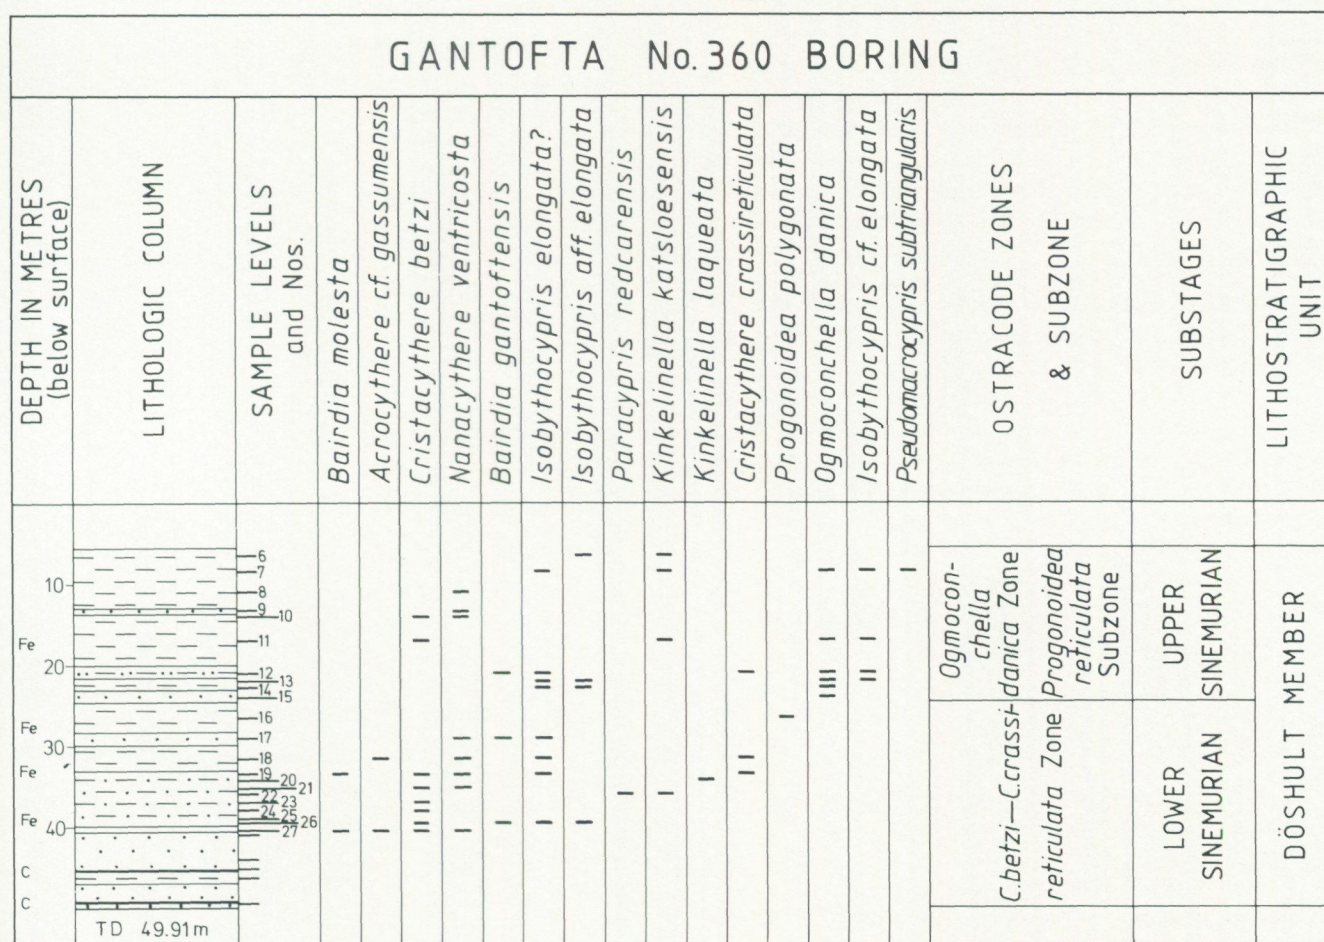 GANTOFTA No. 360 BORING
DEPTH IN METRES
(below surface)
LITHOLOGIC COLUMN
SAMPLE LEVELS
and Nos.
Bairdia molesta
Acrocythere cf. gasssumensis
Cristacythere betzi
Nanacythere ventricosta
Bairdia gantoftensis
Isobythocypris elongata?
Isobythocypris aff. elongata
Paracypris redcarensis
Kinkelinella katsloesensis
Kinkelinella laqueata
Cristacythere crassireticulata
Progonoidea polygonata
Ogmoconchella danica
Isobythocypris cf. elongata
Pseudomacrocypris subtriangularis
OSTRACODE ZONES
& SUBZONE
SUBSTAGES
LITHOSTRATIGRAPHIC
UNIT
10
20
30
40
Fe
Fe
Fe
Fe
C
C
TD 49.91m
6
7
8
9
10
11
12
13
14
15
16
17
18
19
20
21
22
23
24
25
26
27
Ogmocon-
chella
danica Zone
Progonoidea
reticulata
Subzone
C.betzi—C.crassi-
reticulata Zone
UPPER
SINEMURIAN
LOWER
SINEMURIAN
DÖSHULT MEMBER